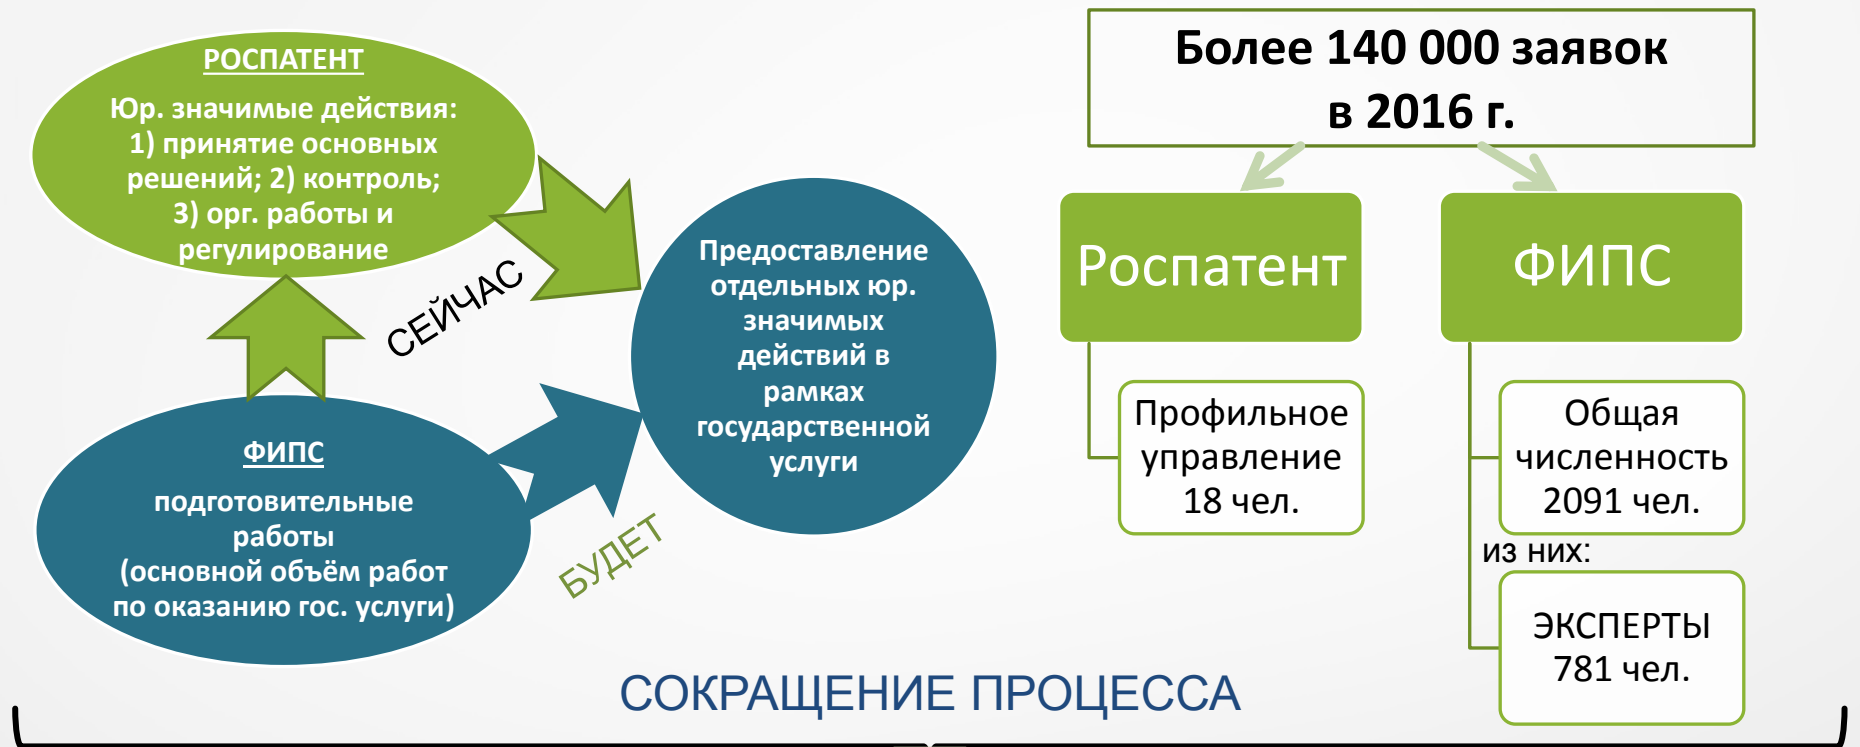 РОСПАТЕНТ
Юр. значимые действия:
1) принятие основных
решений; 2) контроль;
3) орг. работы и
регулирование
СЕЙЧАС
ФИПС
подготовительные
работы
(основной объём работ
по оказанию гос. услуги)
БУДЕТ
Предоставление
отдельных юр.
значимых
действий в
рамках
государственной
услуги
Более 140 000 заявок
в 2016 г.
Роспатент
Профильное
управление
18 чел.
ФИПС
Общая
численность
2091 чел.
из них:
ЭКСПЕРТЫ
781 чел.
СОКРАЩЕНИЕ ПРОЦЕССА